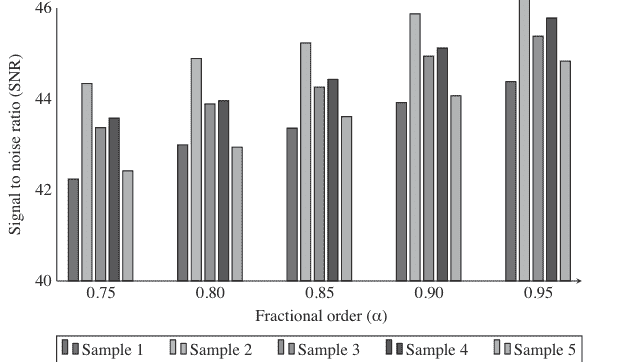 46
44
42
40
Signal to noise ratio (SNR)
0.75 0.80 0.85 0.90 0.95
Fractional order (α)
Sample 1 Sample 2 Sample 3 Sample 4 Sample 5